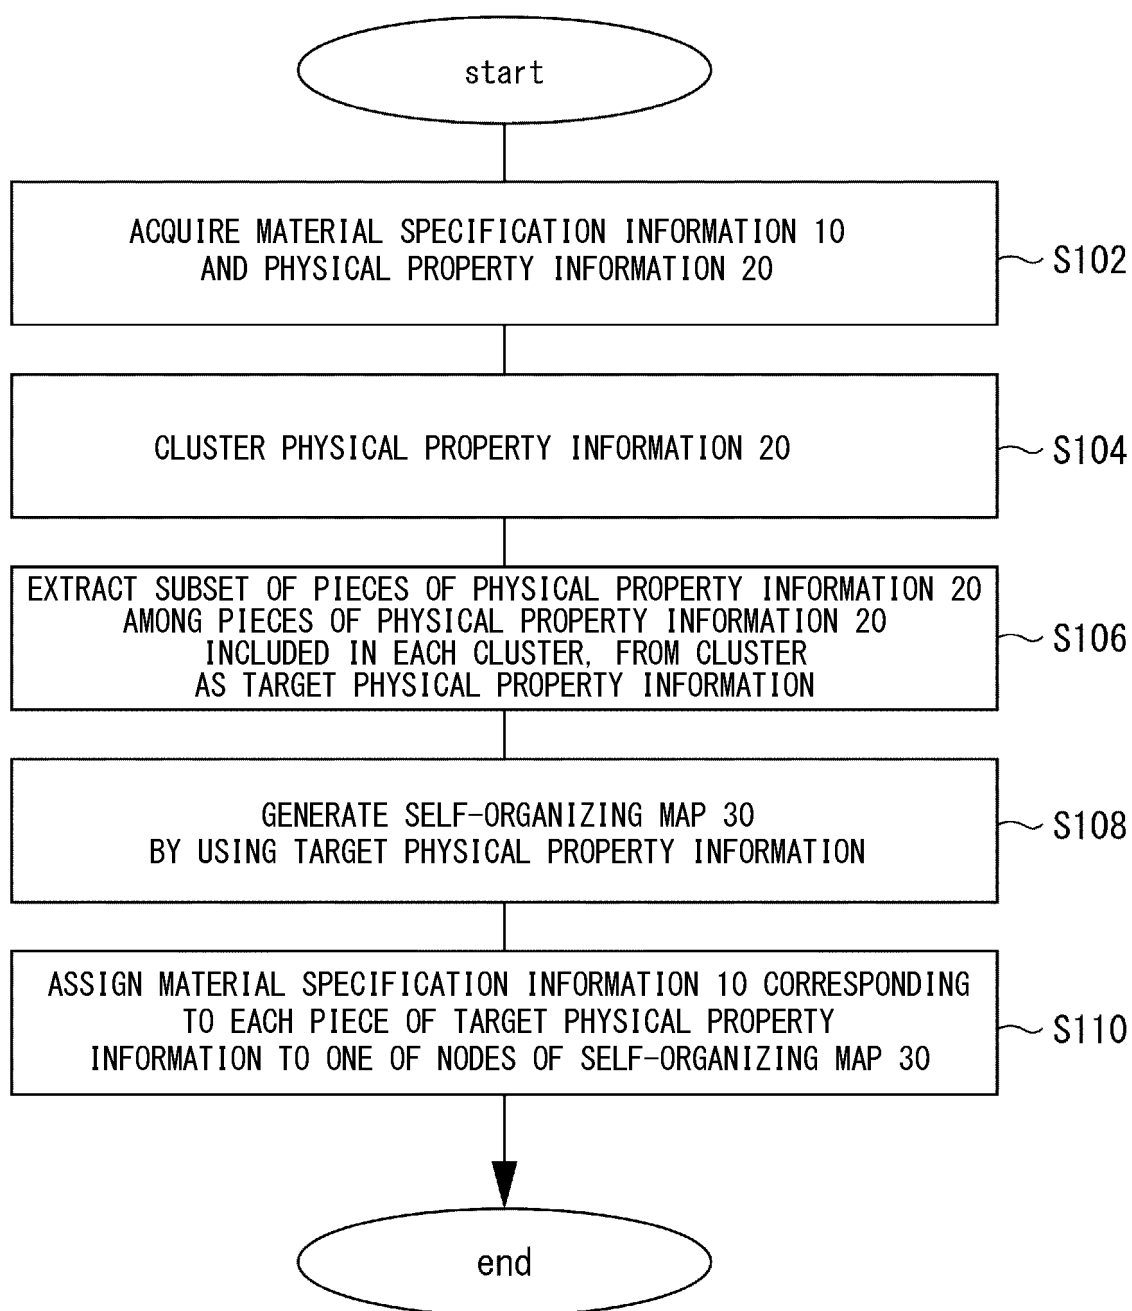 start
ACQUIRE MATERIAL SPECIFICATION INFORMATION 10
AND PHYSICAL PROPERTY INFORMATION 20
S102
CLUSTER PHYSICAL PROPERTY INFORMATION 20
S104
EXTRACT SUBSET OF PIECES OF PHYSICAL PROPERTY INFORMATION 20
AMONG PIECES OF PHYSICAL PROPERTY INFORMATION 20
INCLUDED IN EACH CLUSTER, FROM CLUSTER
AS TARGET PHYSICAL PROPERTY INFORMATION
S106
GENERATE SELF-ORGANIZING MAP 30
BY USING TARGET PHYSICAL PROPERTY INFORMATION
S108
ASSIGN MATERIAL SPECIFICATION INFORMATION 10 CORRESPONDING
TO EACH PIECE OF TARGET PHYSICAL PROPERTY
INFORMATION TO ONE OF NODES OF SELF-ORGANIZING MAP 30
S110
end